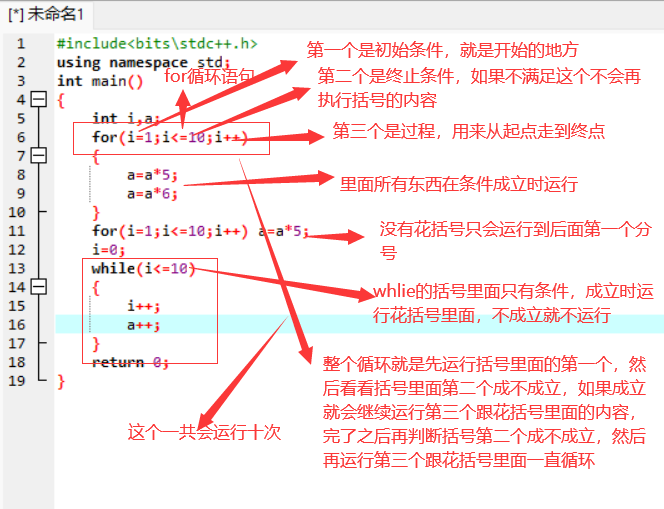 [*] 未命名1
1 #include<bits\stdc++.h>
2 using namespace std;
3 int main()
4 {
5 int i,a;
6 for(i=1;i<=10;i++)
7 {
8 a=a*5;
9 a=a*6;
10 }
11 for(i=1;i<=10;i++) a=a*5;
12 i=0;
13 while(i<=10)
14 {
15 i++;
16 a++;
17 }
18 return 0;
19 }
for循环语句
第一个是初始条件，就是开始的地方
第二个是终止条件，如果不满足这个不会再
执行括号的内容
第三个是过程，用来从起点走到终点
里面所有东西在条件成立时运行
没有花括号只会运行到后面第一个分
号
whlie的括号里面只有条件，成立时运
行花括号里面，不成立就不运行
整个循环就是先运行括号里面的第一个，然
后看看括号里面第二个成不成立，如果成立
就会继续运行第三个跟花括号里面的内容，
完了之后再判断括号第二个成不成立，然后
再运行第三个跟花括号里面一直循环
这个一共会运行十次